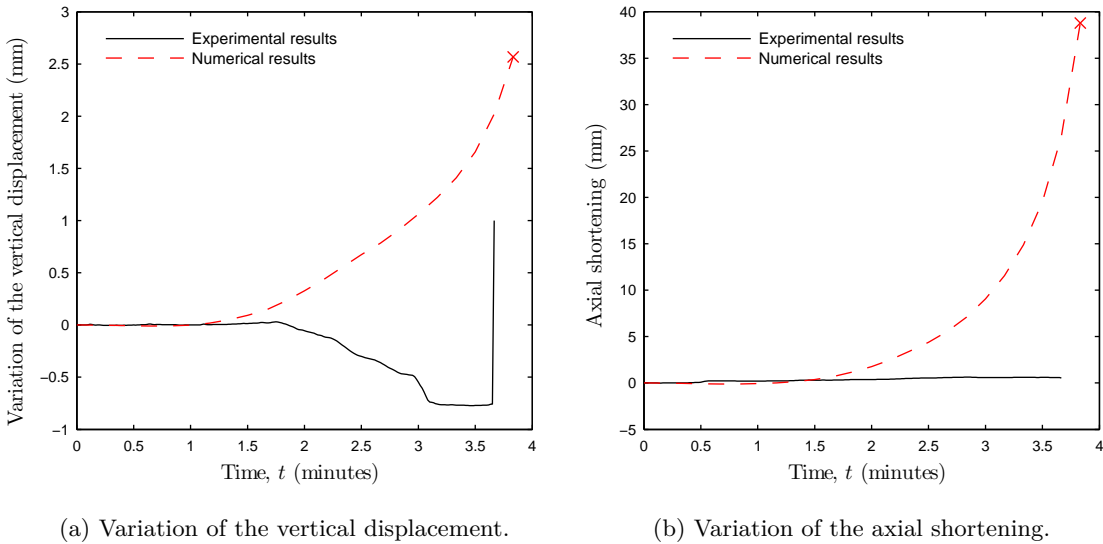 3
2.5
2
1.5
1
0.5
0
−0.5
−1
Variation of the vertical displacement (mm)
Experimental results
Numerical results
0 0.5 1 1.5 2 2.5 3 3.5 4
Time, t (minutes)
(a) Variation of the vertical displacement.
40
35
30
25
20
15
10
5
0
−5
Axial shortening (mm)
Experimental results
Numerical results
0 0.5 1 1.5 2 2.5 3 3.5 4
Time, t (minutes)
(b) Variation of the axial shortening.